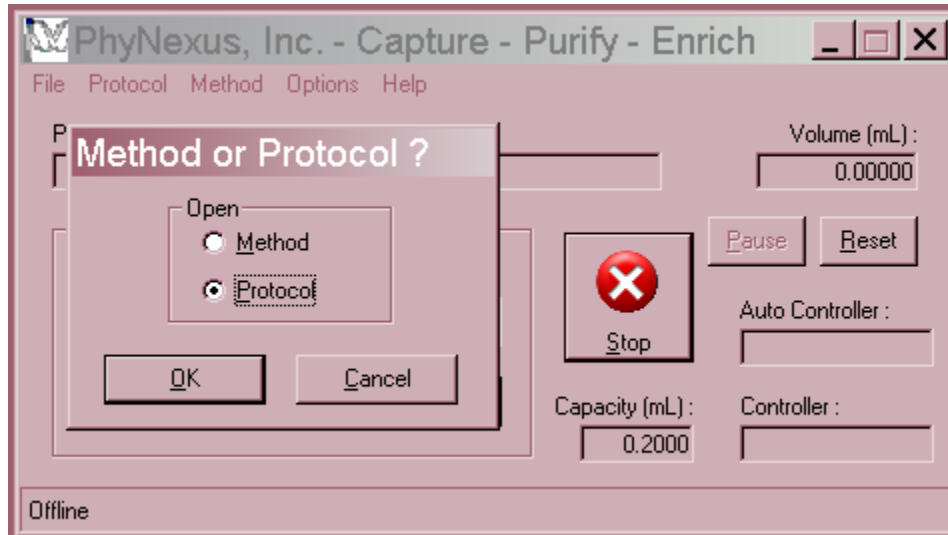 PhyNexus, Inc. - Capture - Purify - Enrich
File Protocol Method Options Help
Method or Protocol ?
Open
Method
Protocol
OK Cancel
Volume (mL) :
0.00000
Pause Reset
Stop
Auto Controller :
Capacity (mL) :
0.2000
Controller :
Offline